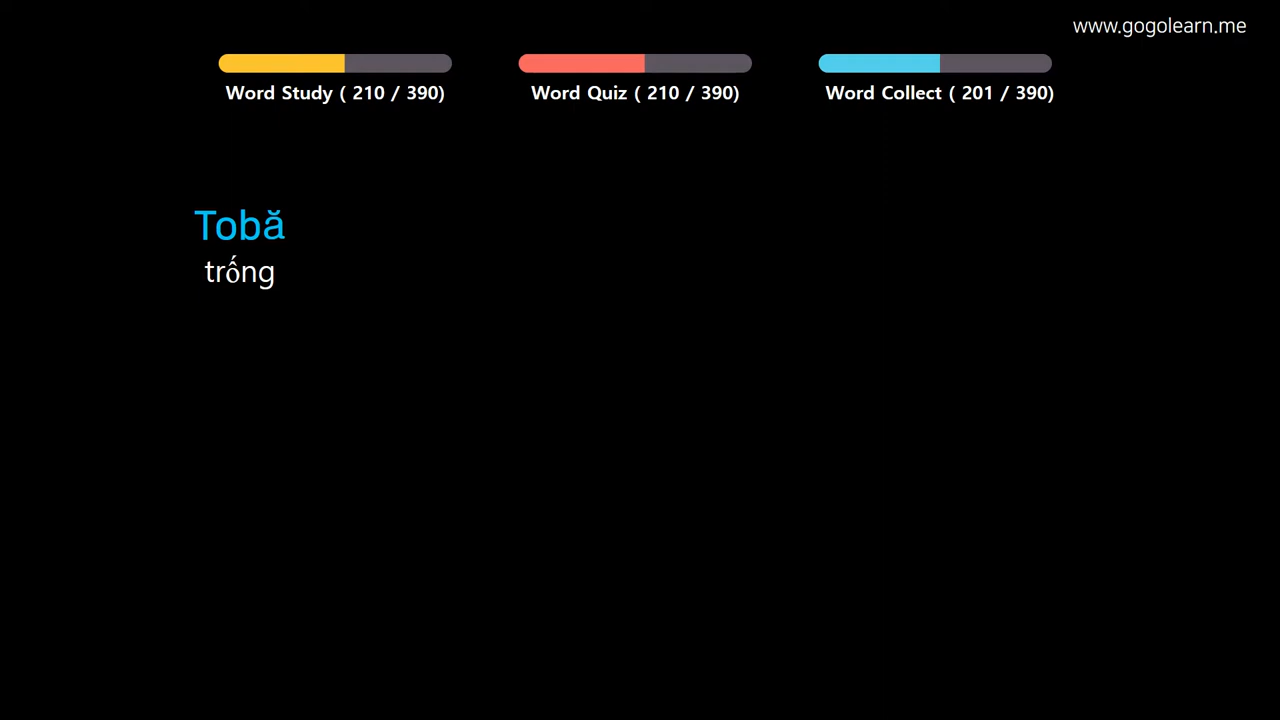 www.gogolearn.me
Word Study ( 210 / 390)
Word Quiz ( 210 / 390)
Word Collect ( 201 / 390)
Tobă
trống